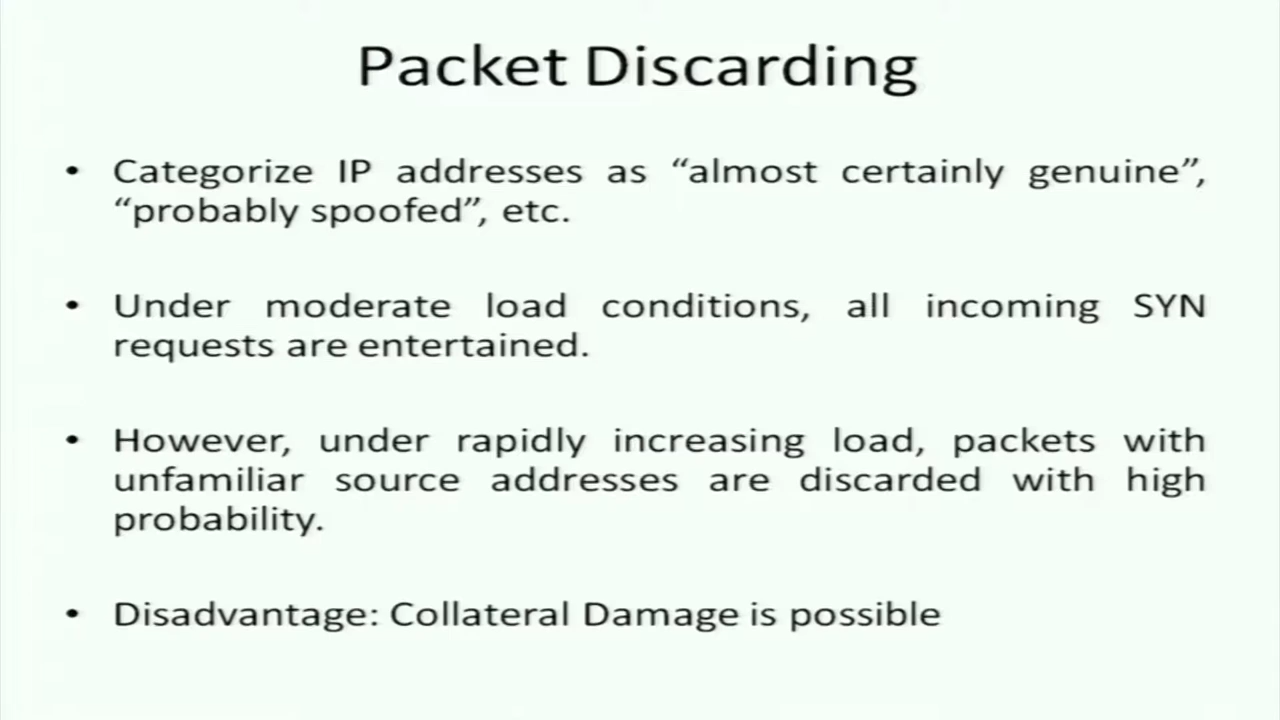 Packet Discarding
• Categorize IP addresses as “almost certainly genuine”,
“probably spoofed”, etc.
• Under moderate load conditions, all incoming SYN
requests are entertained.
• However, under rapidly increasing load, packets with
unfamiliar source addresses are discarded with high
probability.
• Disadvantage: Collateral Damage is possible